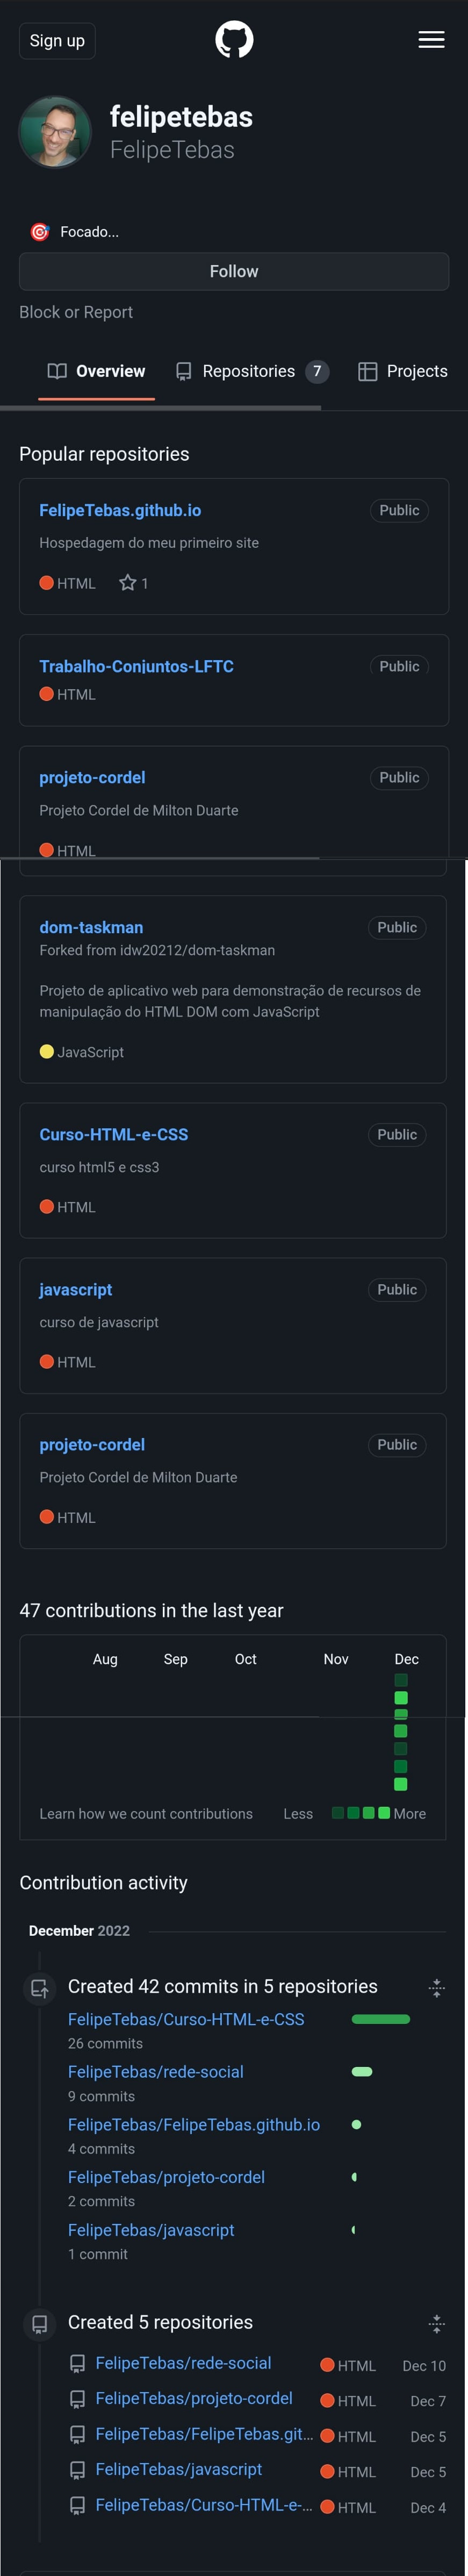 Sign up
felipetebas
FelipeTebas
Focado...
Follow
Block or Report
Overview
Repositories 7
Projects
Popular repositories
FelipeTebas.github.io Public
Hospedagem do meu primeiro site
HTML 1
Trabalho-Conjuntos-LFTC Public
HTML
projeto-cordel Public
Projeto Cordel de Milton Duarte
HTML
dom-taskman Public
Forked from idw20212/dom-taskman
Projeto de aplicativo web para demonstração de recursos de
manipulação do HTML DOM com JavaScript
JavaScript
Curso-HTML-e-CSS Public
curso html5 e css3
HTML
javascript Public
curso de javascript
HTML
projeto-cordel Public
Projeto Cordel de Milton Duarte
HTML
47 contributions in the last year
Aug Sep Oct Nov Dec
Learn how we count contributions Less More
Contribution activity
December 2022
Created 42 commits in 5 repositories
FelipeTebas/Curso-HTML-e-CSS
26 commits
FelipeTebas/rede-social
9 commits
FelipeTebas/FelipeTebas.github.io
4 commits
FelipeTebas/projeto-cordel
2 commits
FelipeTebas/javascript
1 commit
Created 5 repositories
FelipeTebas/rede-social HTML Dec 10
FelipeTebas/projeto-cordel HTML Dec 7
FelipeTebas/FelipeTebas.git... HTML Dec 5
FelipeTebas/javascript HTML Dec 5
FelipeTebas/Curso-HTML-e-... HTML Dec 4